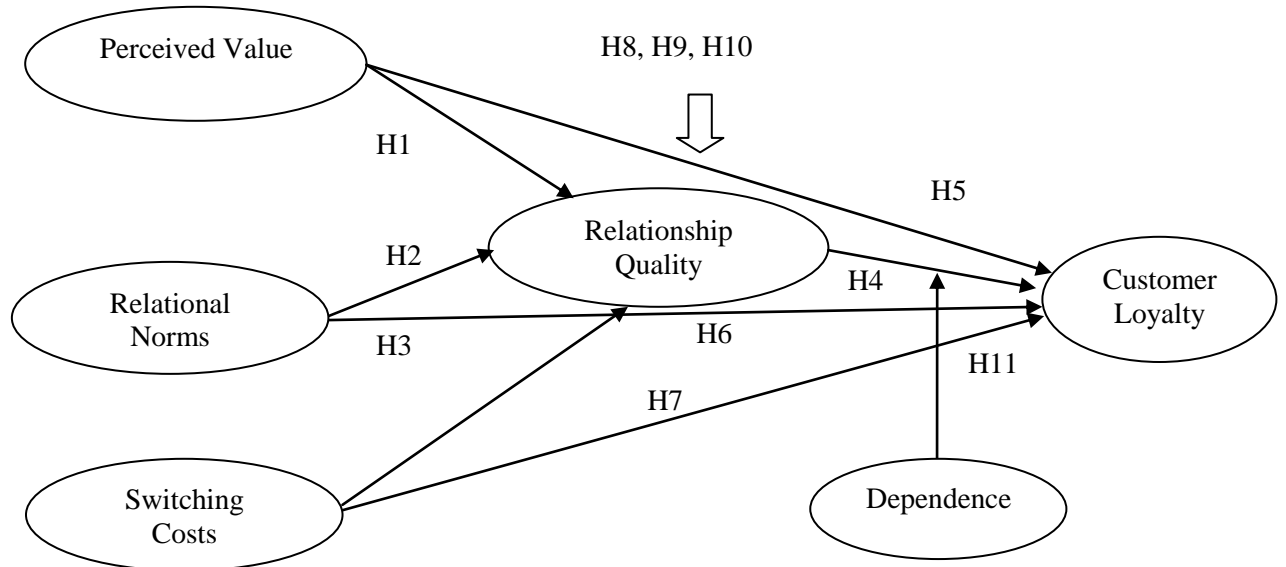 Perceived Value
H8, H9, H10
H1
H5
Relationship
Quality
H2
H4
Customer
Loyalty
Relational
Norms
H3
H6
H11
H7
Switching
Costs
Dependence